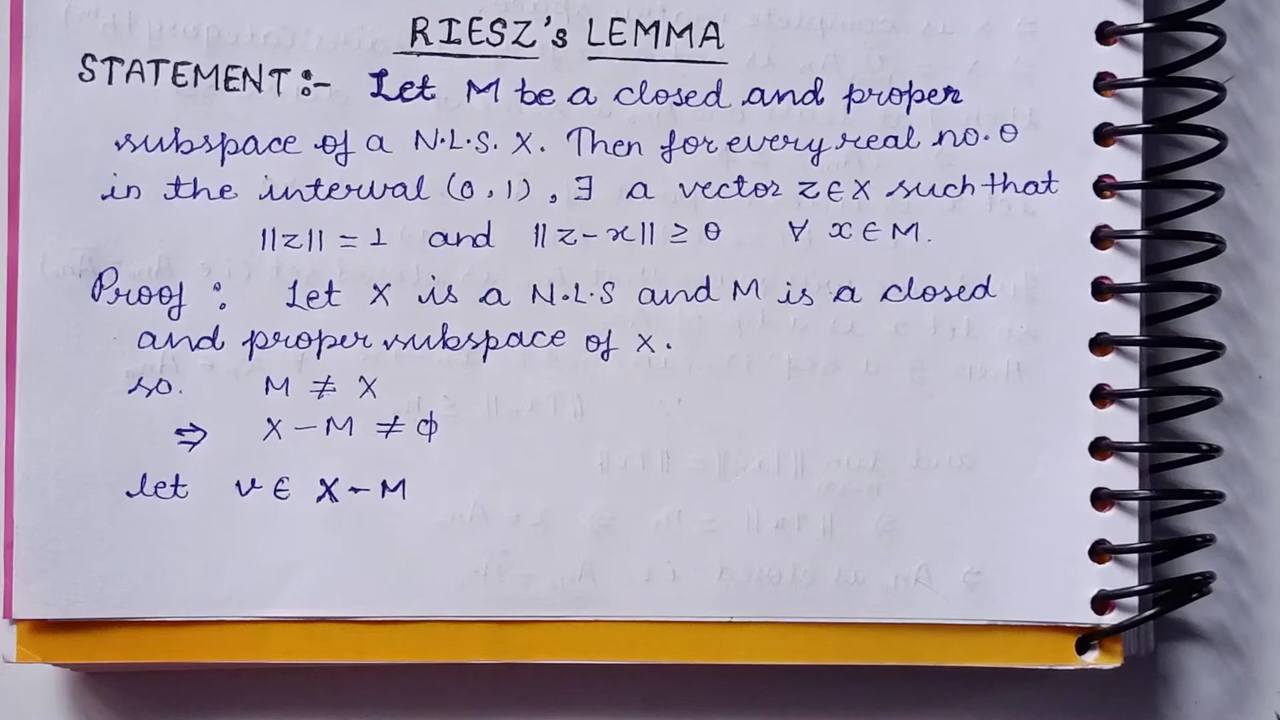 RIESZ's LEMMA
STATEMENT :- Let M be a closed and proper
subspace of a N.L.S. X. Then for every real no. θ
in the interval (0,1), ∃ a vector z ∈ X such that
||z|| = 1 and ||z-x|| ≥ θ ∀ x ∈ M.
Proof : Let X is a N.L.S and M is a closed
and proper subspace of X.
so. M ≠ X
⇒ X - M ≠ ϕ
let v ∈ X - M